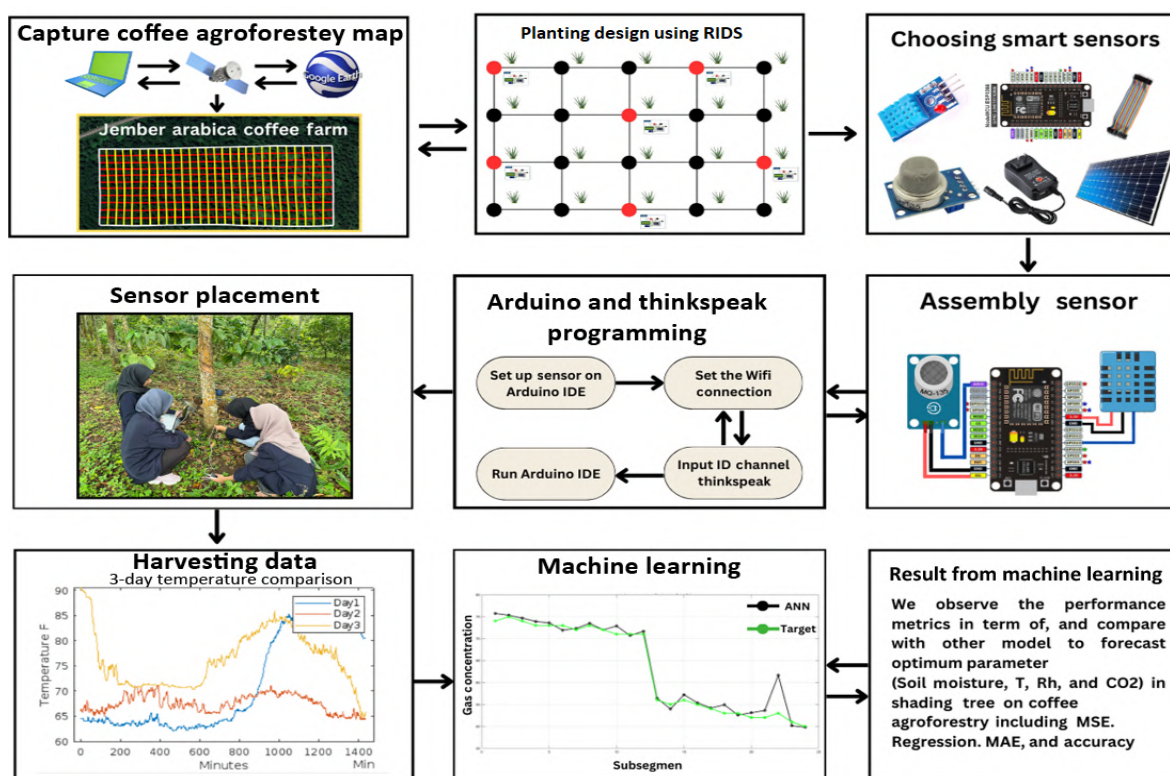 Capture coffee agroforestey map
Google Earth
Jember arabica coffee farm
Planting design using RIDS
Choosing smart sensors
Sensor placement
Arduino and thinkspeak
programming
Set up sensor on
Arduino IDE
Set the Wifi
connection
Run Arduino IDE
Input ID channel
thinkspeak
Assembly sensor
MQ-135
Harvesting data
3-day temperature comparison
90
85
80
75
70
65
60
Temperature F
Day1
Day2
Day3
0 200 400 600 800 1000 1200 1400
Minutes
Min
Machine learning
ANN
Target
Gas concentration
Subsegmen
Result from machine learning
We observe the performance
metrics in term of, and compare
with other model to forecast
optimum parameter
(Soil moisture, T, Rh, and CO2) in
shading tree on coffee
agroforestry including MSE.
Regression. MAE, and accuracy